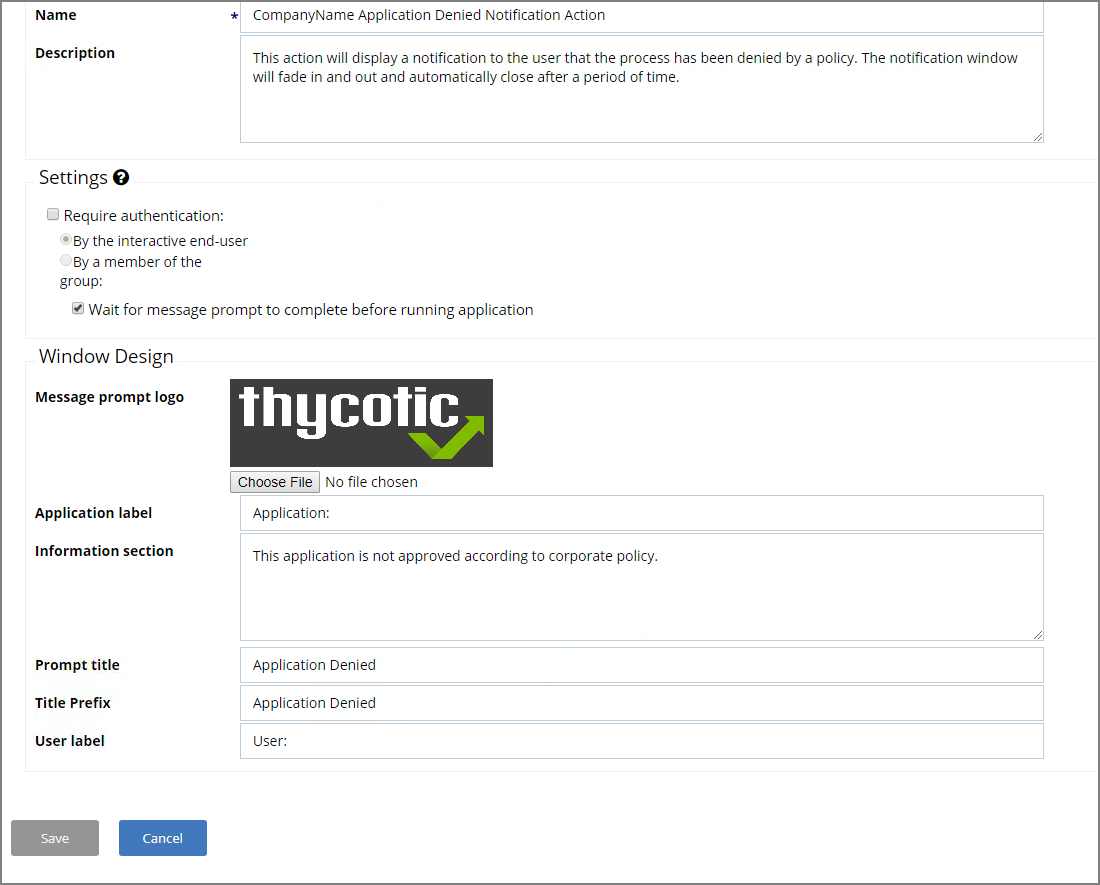 Name * CompanyName Application Denied Notification Action
Description This action will display a notification to the user that the process has been denied by a policy. The notification window
will fade in and out and automatically close after a period of time.
Settings ?
Require authentication:
By the interactive end-user
By a member of the
group:
Wait for message prompt to complete before running application
Window Design
Message prompt logo thycotic
Choose File No file chosen
Application label Application:
Information section This application is not approved according to corporate policy.
Prompt title Application Denied
Title Prefix Application Denied
User label User:
Save Cancel